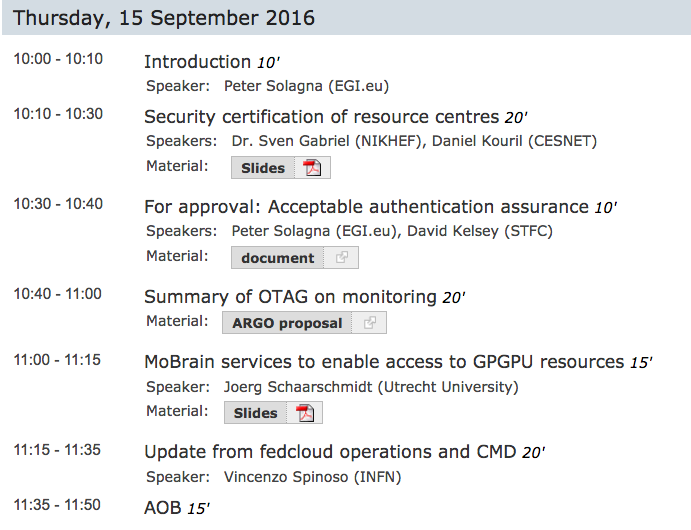 Thursday, 15 September 2016
10:00 - 10:10 Introduction 10'
Speaker: Peter Solagna (EGI.eu)
10:10 - 10:30 Security certification of resource centres 20'
Speakers: Dr. Sven Gabriel (NIKHEF), Daniel Kouril (CESNET)
Material: Slides
10:30 - 10:40 For approval: Acceptable authentication assurance 10'
Speakers: Peter Solagna (EGI.eu), David Kelsey (STFC)
Material: document
10:40 - 11:00 Summary of OTAG on monitoring 20'
Material: ARGO proposal
11:00 - 11:15 MoBrain services to enable access to GPGPU resources 15'
Speaker: Joerg Schaarschmidt (Utrecht University)
Material: Slides
11:15 - 11:35 Update from fedcloud operations and CMD 20'
Speaker: Vincenzo Spinoso (INFN)
11:35 - 11:50 AOB 15'